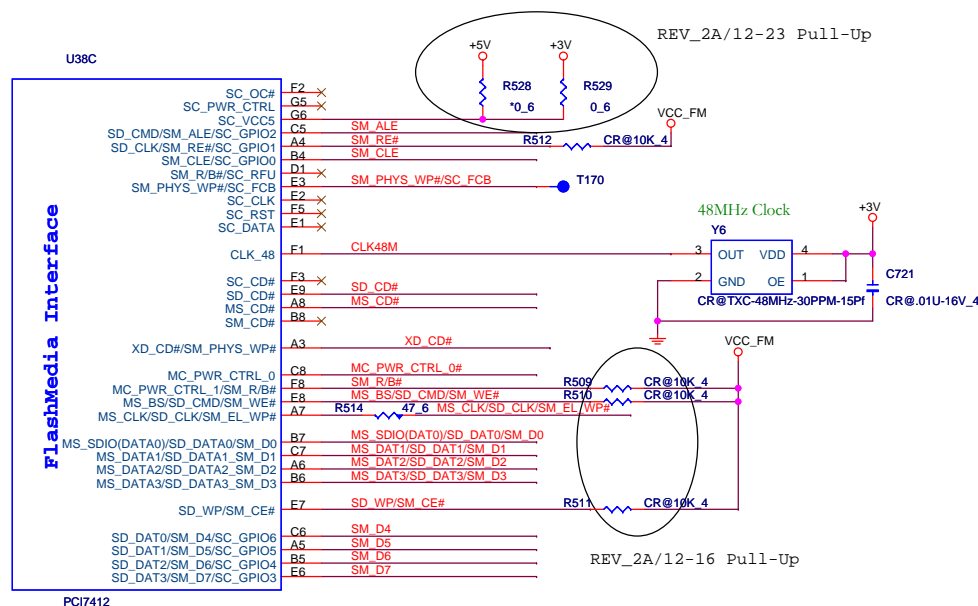 REV_2A/12-23 Pull-Up
+5V
+3V
U38C
R528
R529
*0_6
0_6
VCC_FM
SC_OC#
F2
SC_PWR_CTRL
G5
SC_VCC5
G6
SD_CMD/SM_ALE/SC_GPIO2
C5
SM_ALE
SD_CLK/SM_RE#/SC_GPIO1
A4
SM_RE#
R512
CR@10K_4
SM_CLE/SC_GPIO0
B4
SM_CLE
SM_R/B#/SC_RFU
D1
SM_PHYS_WP#/SC_FCB
E3
SM_PHYS_WP#/SC_FCB
T170
SC_CLK
E2
SC_RST
F5
SC_DATA
E1
48MHz Clock
+3V
Y6
CLK_48
F1
CLK48M
3
OUT
VDD
4
2
GND
OE
1
C721
CR@TXC-48MHz-30PPM-15Pf
CR@.01U-16V_4
SC_CD#
F3
SD_CD#
E9
SD_CD#
MS_CD#
A8
MS_CD#
SM_CD#
B8
FlashMedia Interface
XD_CD#/SM_PHYS_WP#
A3
XD_CD#
VCC_FM
MC_PWR_CTRL_0
C8
MC_PWR_CTRL_0#
MC_PWR_CTRL_1/SM_R/B#
F8
SM_R/B#
R509
CR@10K_4
MS_BS/SD_CMD/SM_WE#
E8
MS_BS/SD_CMD/SM_WE#
R510
CR@10K_4
MS_CLK/SD_CLK/SM_EL_WP#
A7
R514
47_6
MS_CLK/SD_CLK/SM_EL_WP#
MS_SDIO(DATA0)/SD_DATA0/SM_D0
B7
MS_SDIO(DAT0)/SD_DAT0/SM_D0
MS_DATA1/SD_DATA1_SM_D1
C7
MS_DAT1/SD_DAT1/SM_D1
MS_DATA2/SD_DATA2_SM_D2
A6
MS_DAT2/SD_DAT2/SM_D2
MS_DATA3/SD_DATA3_SM_D3
B6
MS_DAT3/SD_DAT3/SM_D3
SD_WP/SM_CE#
E7
SD_WP/SM_CE#
R511
CR@10K_4
SD_DAT0/SM_D4/SC_GPIO6
C6
SM_D4
SD_DAT1/SM_D5/SC_GPIO5
A5
SM_D5
SD_DAT2/SM_D6/SC_GPIO4
B5
SM_D6
SD_DAT3/SM_D7/SC_GPIO3
E6
SM_D7
REV_2A/12-16 Pull-Up
PCI7412